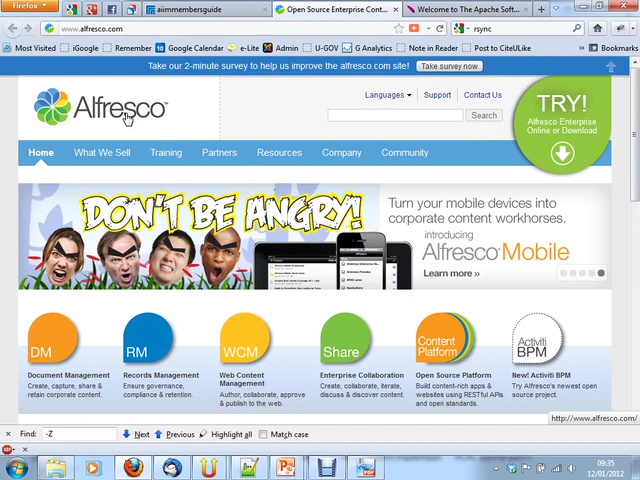 Firefox
aiimmembersguide
Open Source Enterprise Cont...
Welcome to The Apache Soft...
www.alfresco.com
rsync
Most Visited
iGoogle
Remember
Google Calendar
e-Lite
Admin
U-GOV
G Analytics
Note in Reader
Post to CiteULike
Bookmarks
Take our 2-minute survey to help us improve the alfresco.com site!
Take survey now
Alfresco™
Languages
Support
Contact Us
Search
TRY!
Alfresco Enterprise
Online or Download
Home
What We Sell
Training
Partners
Resources
Company
Community
DON'T BE ANGRY!
Turn your mobile devices into
corporate content workhorses.
introducing
Alfresco Mobile
Learn more »
DM
RM
WCM
Share
Content
Platform
Activiti
BPM
Document Management
Create, capture, share &
retain corporate content.
Records Management
Ensure governance,
compliance & retention.
Web Content
Management
Author, collaborate, approve
& publish to the web.
Enterprise Collaboration
Create, collaborate, iterate,
discuss & discover content.
Open Source Platform
Build content-rich apps &
websites using RESTful APIs
and open standards.
New! Activiti BPM
Try Alfresco's newest open
source project.
http://www.alfresco.com/
Find:
-Z
Next
Previous
Highlight all
Match case
09:35
12/01/2012